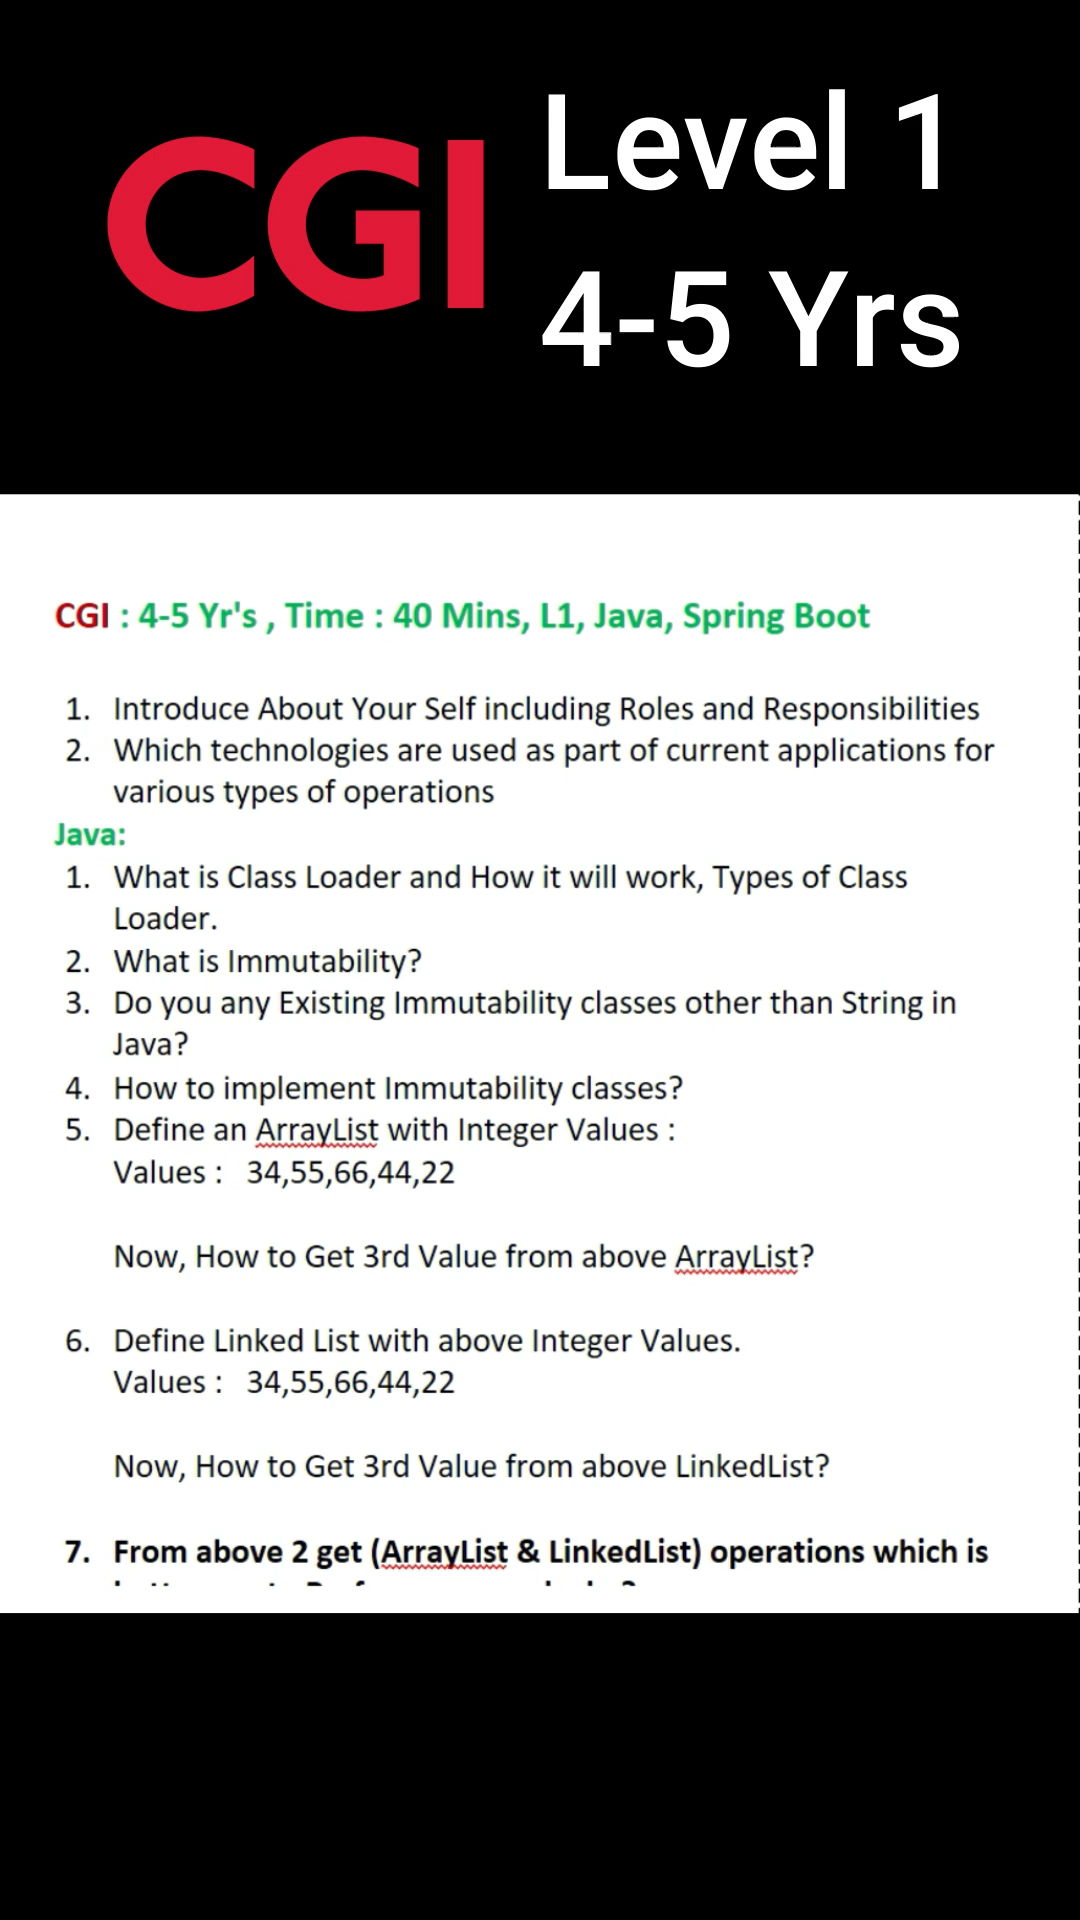 CGI
Level 1
4-5 Yrs
CGI : 4-5 Yr's , Time : 40 Mins, L1, Java, Spring Boot
1. Introduce About Your Self including Roles and Responsibilities
2. Which technologies are used as part of current applications for
various types of operations
Java:
1. What is Class Loader and How it will work, Types of Class
Loader.
2. What is Immutability?
3. Do you any Existing Immutability classes other than String in
Java?
4. How to implement Immutability classes?
5. Define an ArrayList with Integer Values :
Values : 34,55,66,44,22
Now, How to Get 3rd Value from above ArrayList?
6. Define Linked List with above Integer Values.
Values : 34,55,66,44,22
Now, How to Get 3rd Value from above LinkedList?
7. From above 2 get (ArrayList & LinkedList) operations which is